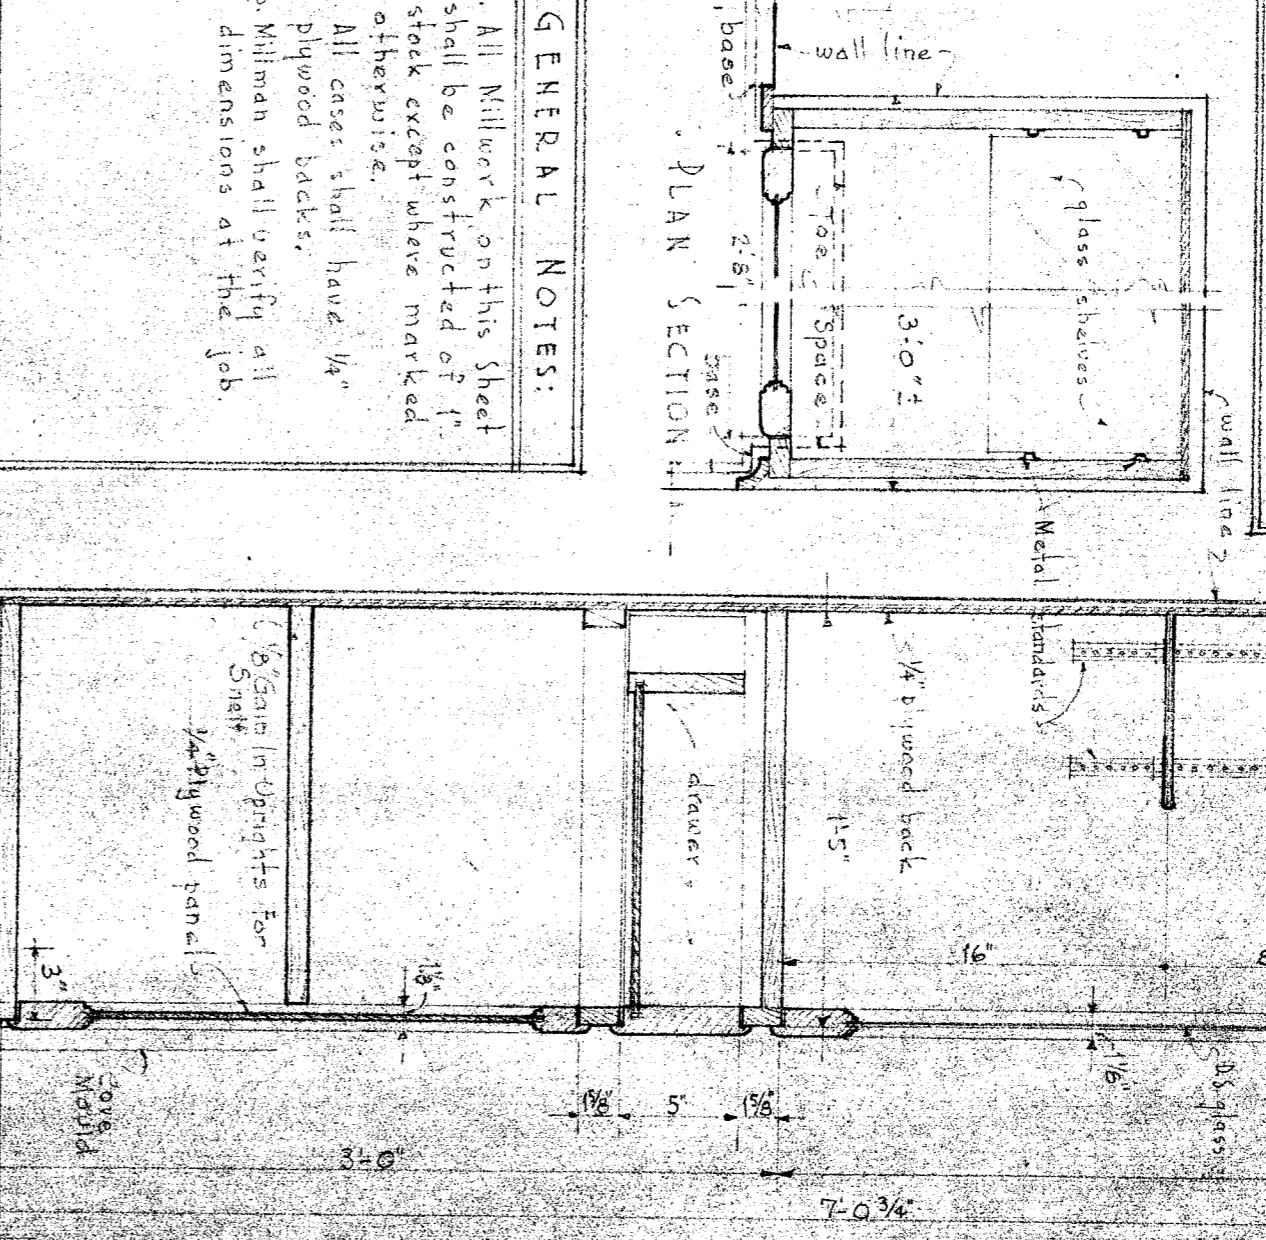 GENERAL NOTES:
. All Millwork on this Sheet
shall be constructed of 1"-
stock except where marked
otherwise.
. All cases shall have 1/4"
plywood backs.
. Millman shall verify all
dimensions at the job.
wall line
base
PLAN SECTION
2'-8"
Toe Space
base
3'-0" ±
glass shelves
wall line
Metal standards
1/4" plywood back
1'-5"
drawer
1/8" Gain In Uprights For
Shelf
1/4" Plywood panel
3"
1 1/8"
16"
8
1 1/8"
DS glass
Cove
Mould
1 5/8"
5"
1 5/8"
3'-0"
7'-0 3/4"